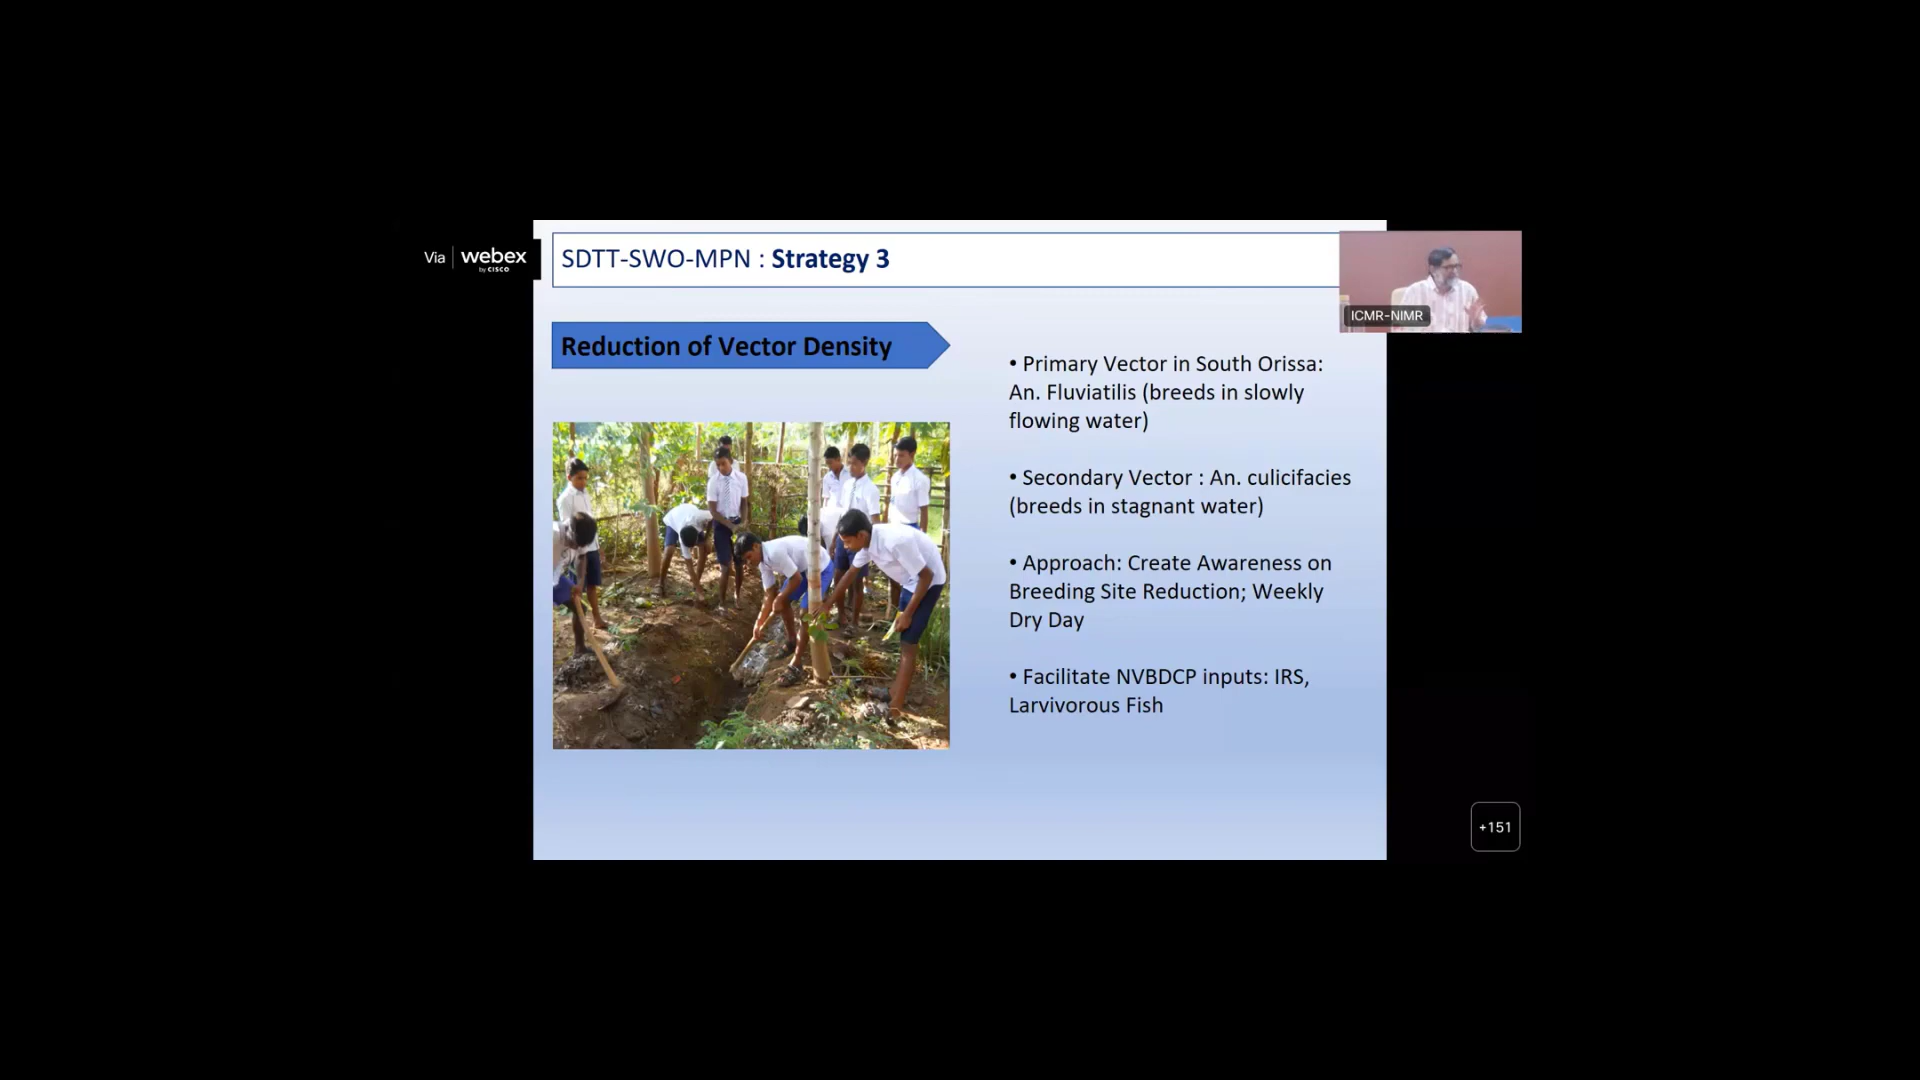 Via webex
by CISCO
SDTT-SWO-MPN : Strategy 3
ICMR-NIMR
Reduction of Vector Density
• Primary Vector in South Orissa:
An. Fluviatilis (breeds in slowly
flowing water)
• Secondary Vector : An. culicifacies
(breeds in stagnant water)
• Approach: Create Awareness on
Breeding Site Reduction; Weekly
Dry Day
• Facilitate NVBDCP inputs: IRS,
Larvivorous Fish
+151